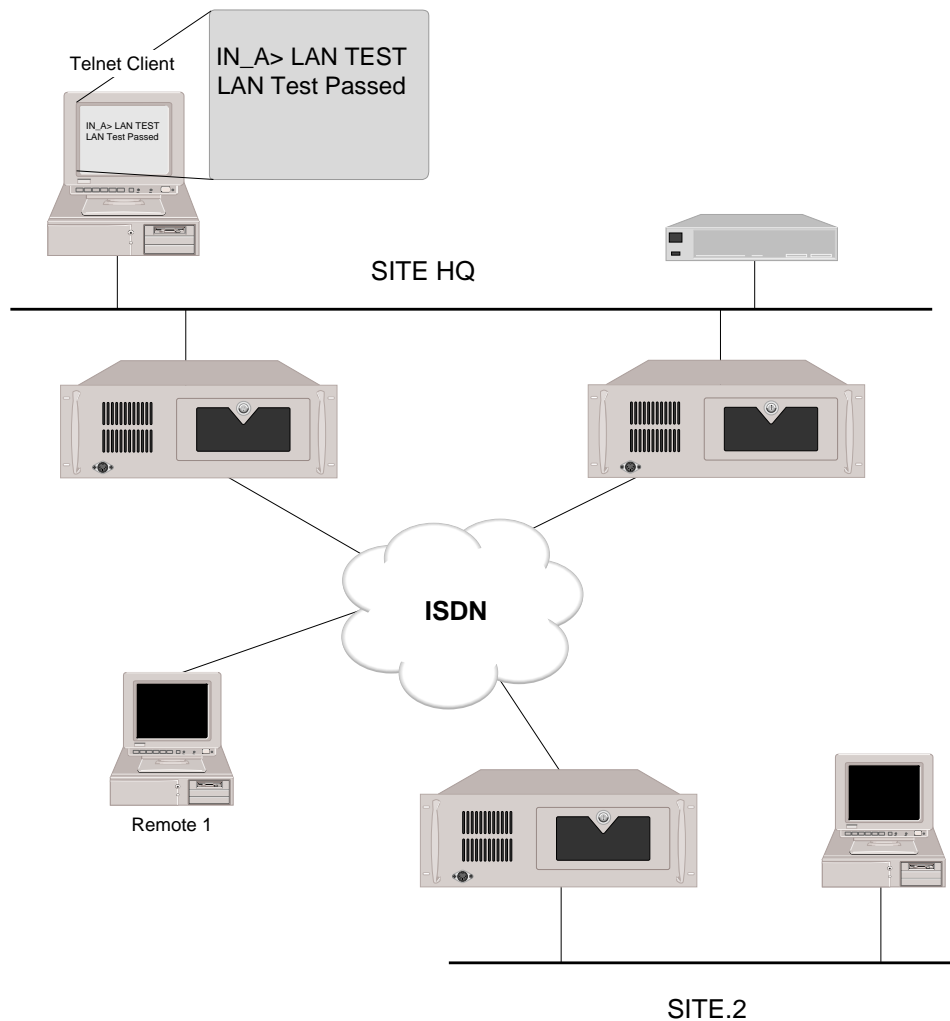 Telnet Client
IN_A> LAN TEST
LAN Test Passed
IN_A> LAN TEST
LAN Test Passed
SITE HQ
ISDN
Remote 1
SITE.2